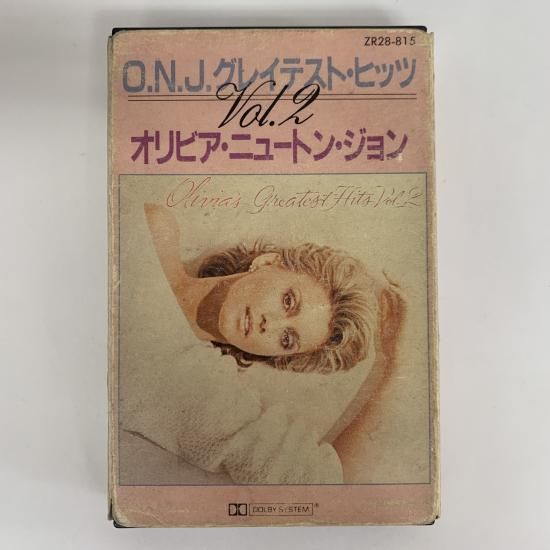 ZR28-815
O.N.J.グレイテスト・ヒッツ
Vol.2
オリビア・ニュートン・ジョン
Olivia's Greatest Hits Vol.2
DOLBY SYSTEM®